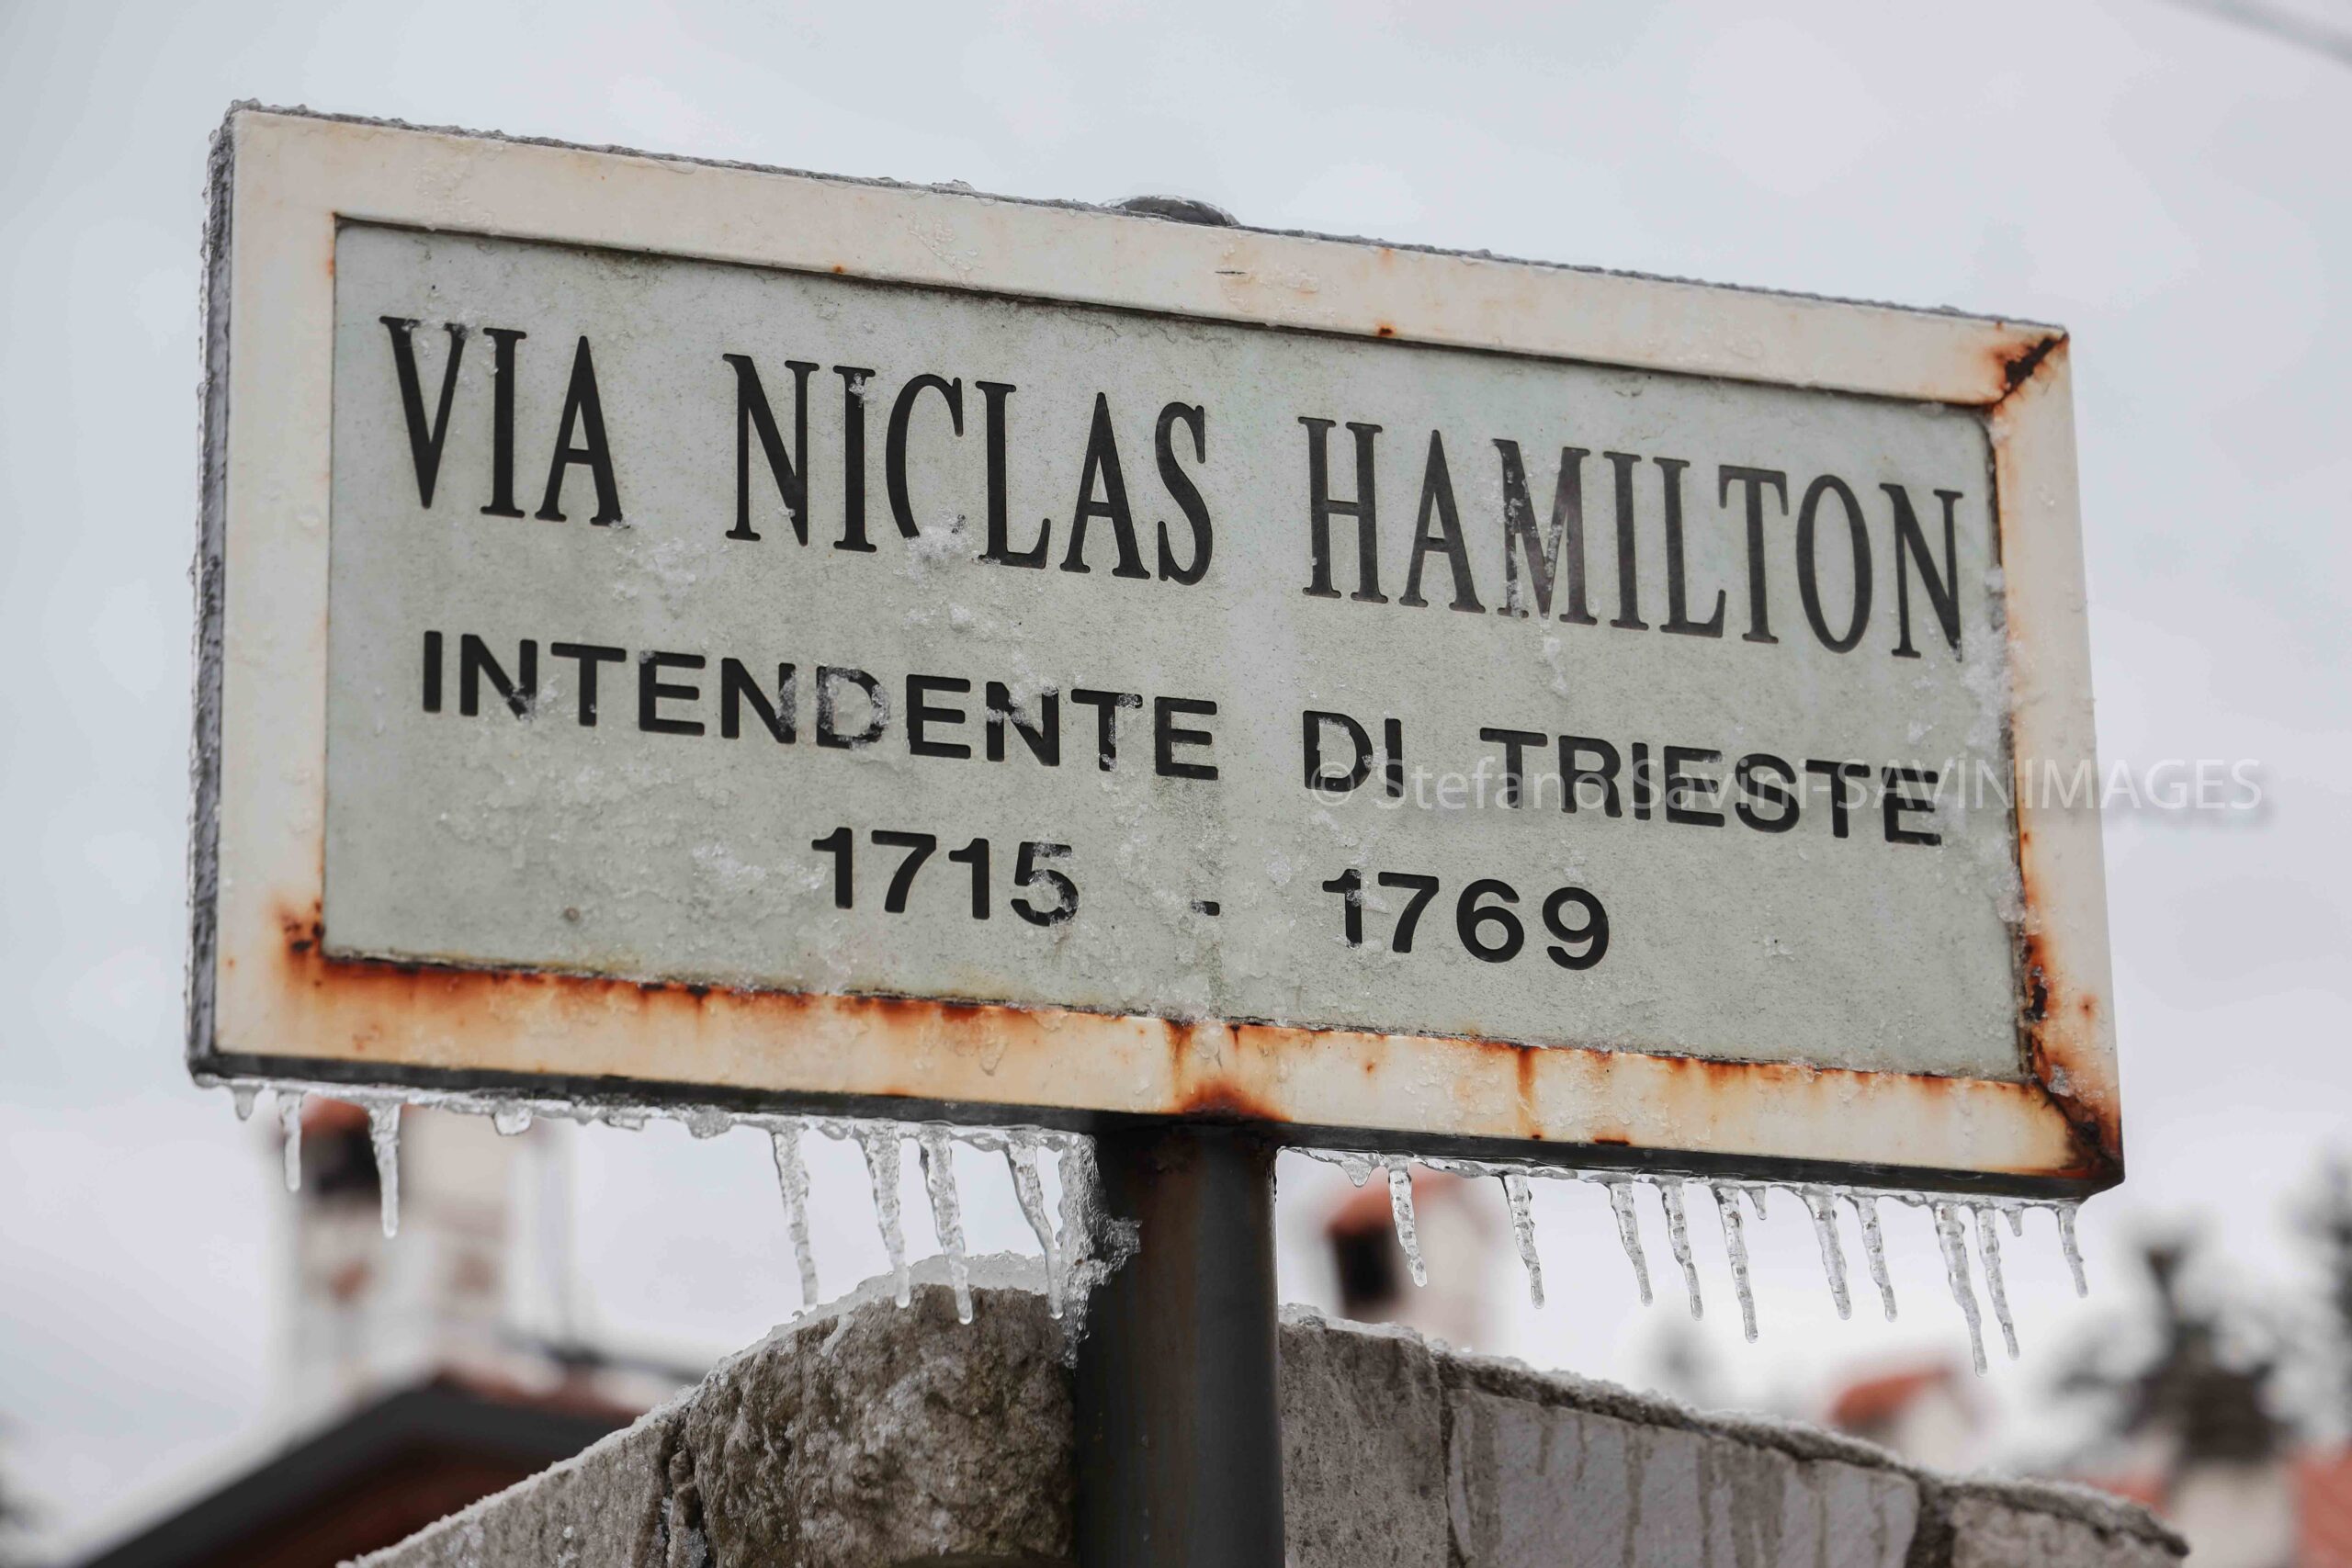 VIA NICLAS HAMILTON
INTENDENTE DI TRIESTE
1715 - 1769
© Stefano Savini-SAVINIMAGES